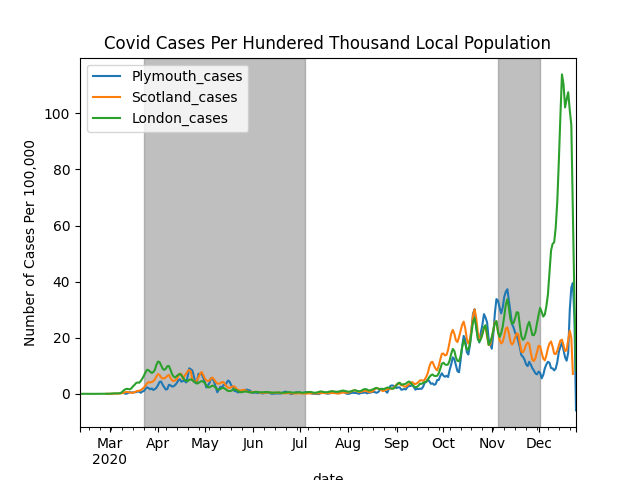 Covid Cases Per Hundered Thousand Local Population
Plymouth_cases
Scotland_cases
London_cases
Number of Cases Per 100,000
100
80
60
40
20
0
Mar Apr May Jun Jul Aug Sep Oct Nov Dec
2020
date